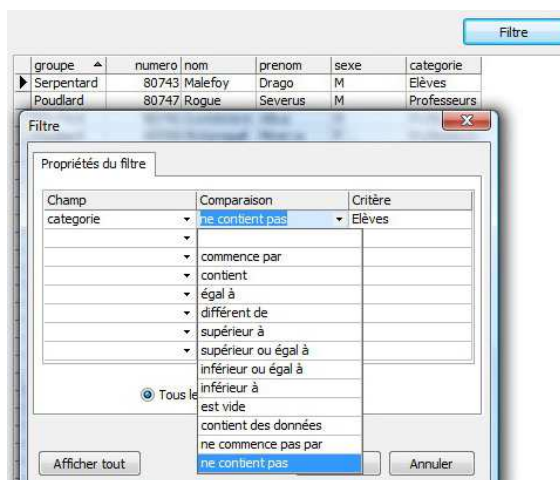 Filtre
groupe numero nom prenom sexe categorie
Serpentard 80743 Malefoy Drago M Elèves
Poudlard 80747 Rogue Severus M Professeurs
Filtre
Propriétés du filtre
Champ Comparaison Critère
categorie ne contient pas Elèves
commence par
contient
égal à
différent de
supérieur à
supérieur ou égal à
inférieur ou égal à
inférieur à
Tous le
est vide
contient des données
ne commence pas par
ne contient pas
Afficher tout Annuler